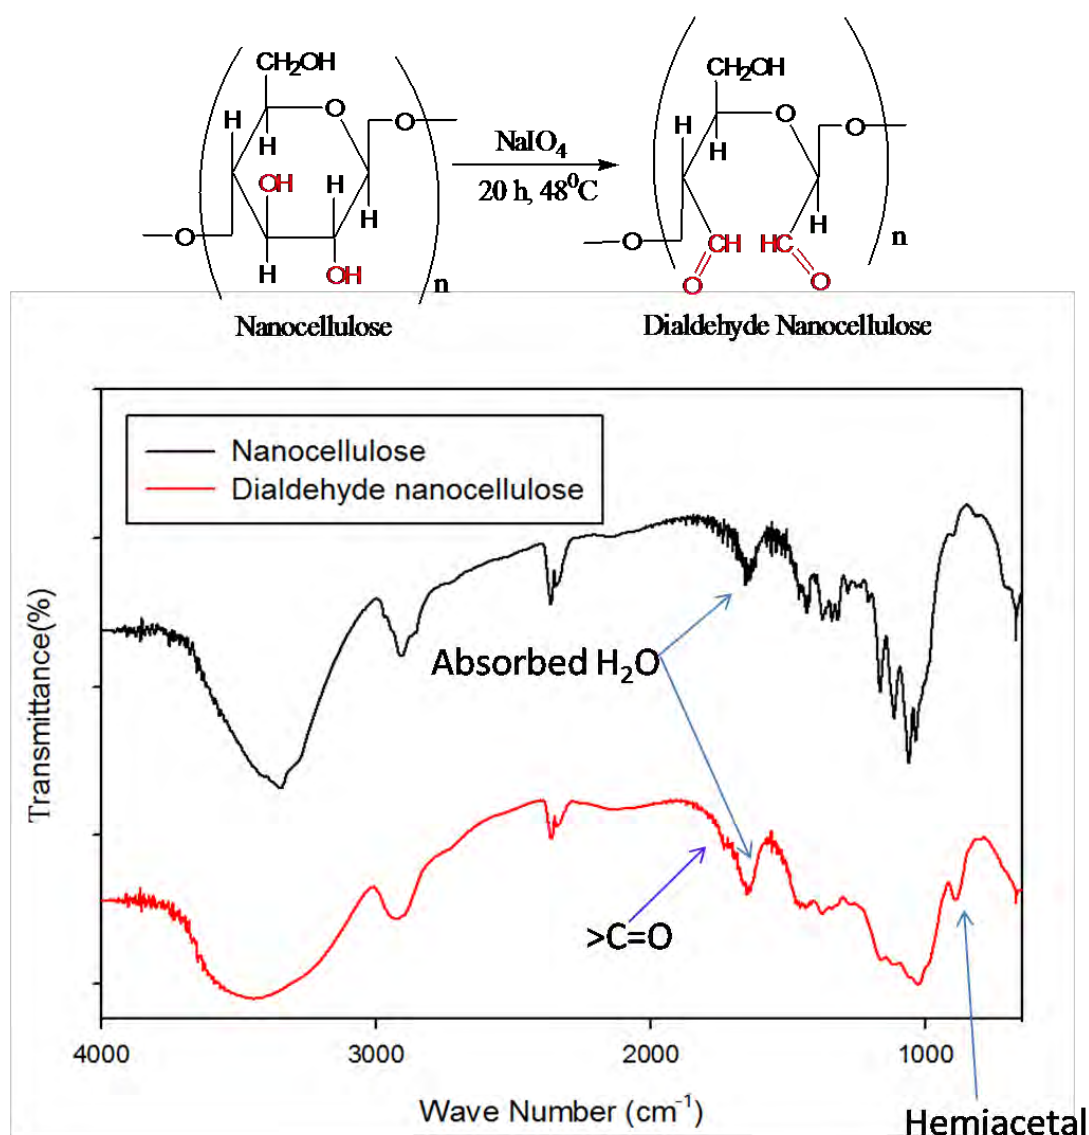 CH₂OH
O
H
O
H
OH
H
H
O
H
OH
n
Nanocellulose
NaIO₄
20 h, 48⁰C
CH₂OH
O
H
O
H
H
O
CH
HC
O
O
n
Dialdehyde Nanocellulose
Nanocellulose
Dialdehyde nanocellulose
Transmittance(%)
Absorbed H₂O
>C=O
Hemiacetal
4000
3000
2000
1000
Wave Number (cm⁻¹)